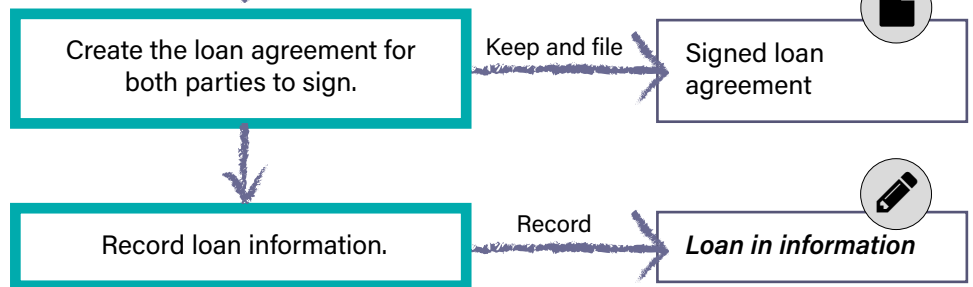 Create the loan agreement for
both parties to sign.
Keep and file
Signed loan
agreement
Record loan information.
Record
Loan in information